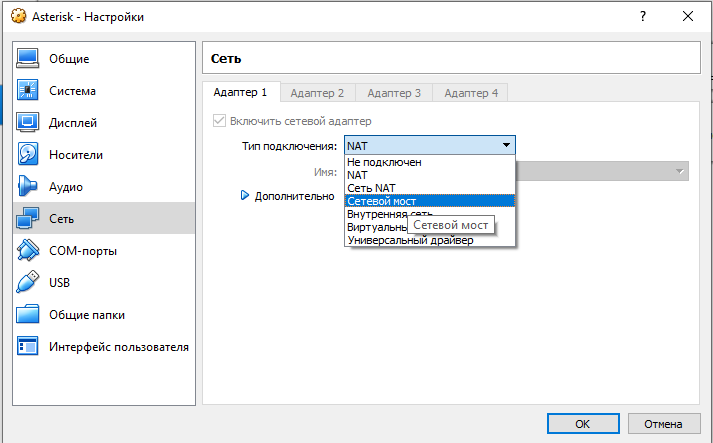 Asterisk - Настройки
?
Общие
Система
Дисплей
Носители
Аудио
Сеть
COM-порты
USB
Общие папки
Интерфейс пользователя
Сеть
Адаптер 1
Адаптер 2
Адаптер 3
Адаптер 4
Включить сетевой адаптер
Тип подключения:
NAT
Не подключен
NAT
Сеть NAT
Сетевой мост
Внутренняя сеть
Виртуальны
Универсальный драйвер
Сетевой мост
Имя:
Дополнительно
OK
Отмена